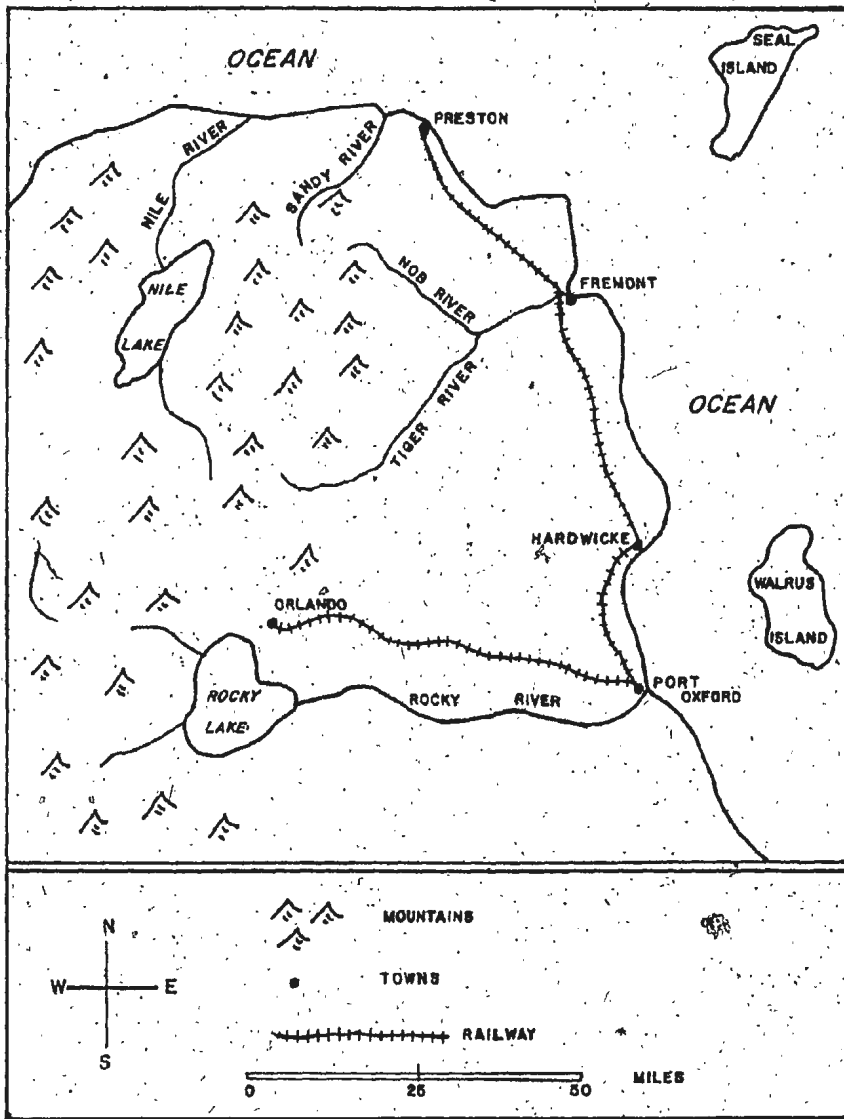 OCEAN
SEAL
ISLAND
PRESTON
NILE RIVER
SANDY RIVER
NILE
LAKE
NOB RIVER
FREMONT
TIGER RIVER
OCEAN
HARDWICKE
WALRUS
ISLAND
ORLANDO
ROCKY
LAKE
ROCKY RIVER
PORT
OXFORD
N
W E
S
MOUNTAINS
TOWNS
RAILWAY
0 25 50 MILES